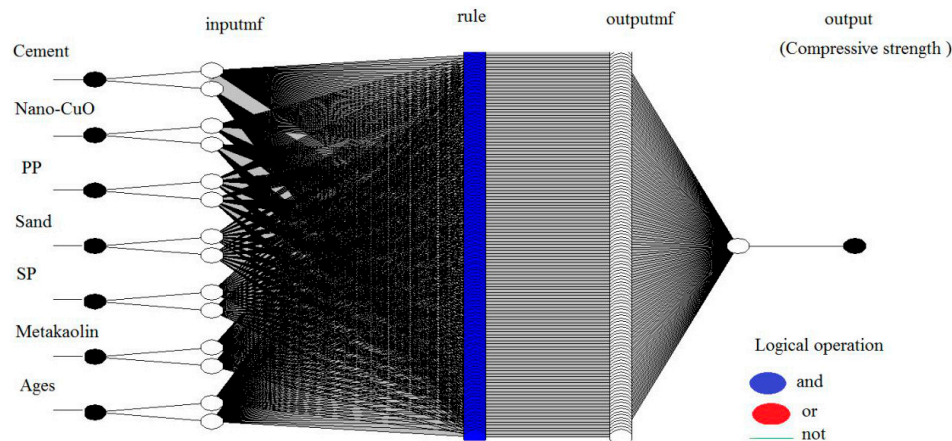 inputmf
rule
outputmf
output
(Compressive strength)
Cement
Nano-CuO
PP
Sand
SP
Metakaolin
Ages
Logical operation
and
or
not